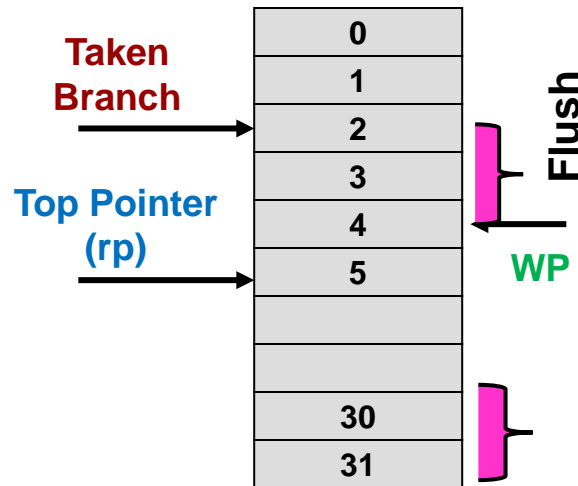 Taken
Branch
Top Pointer
(rp)
0
1
2
3
4
5
30
31
Flush
WP